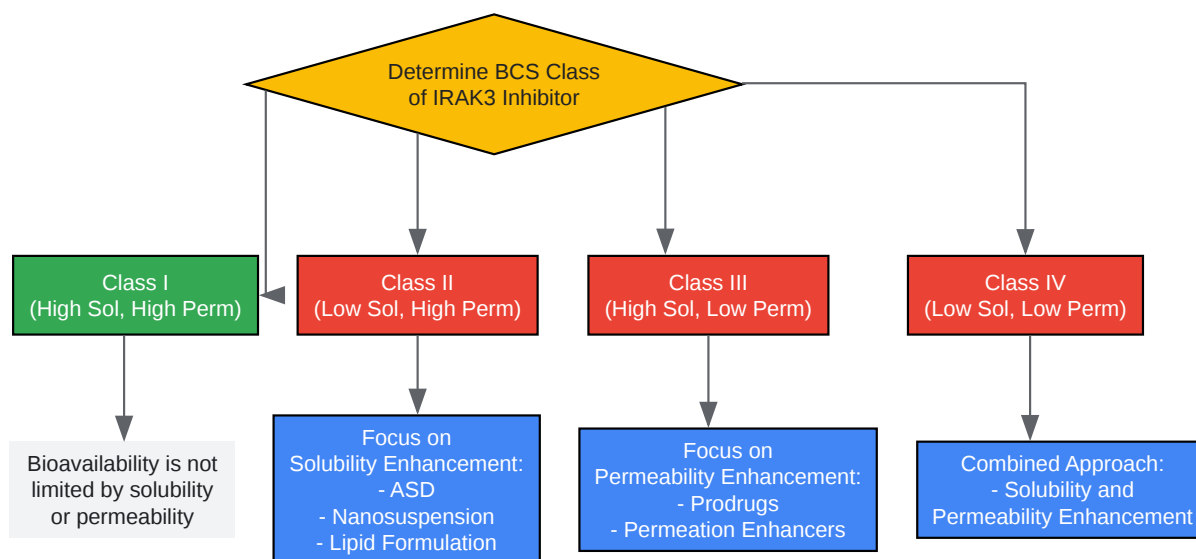 Determine BCS Class
of IRAK3 Inhibitor
Class I
(High Sol, High Perm)
Class II
(Low Sol, High Perm)
Class III
(High Sol, Low Perm)
Class IV
(Low Sol, Low Perm)
Bioavailability is not
limited by solubility
or permeability
Focus on
Solubility Enhancement:
- ASD
- Nanosuspension
- Lipid Formulation
Focus on
Permeability Enhancement:
- Prodrugs
- Permeation Enhancers
Combined Approach:
- Solubility and
Permeability Enhancement